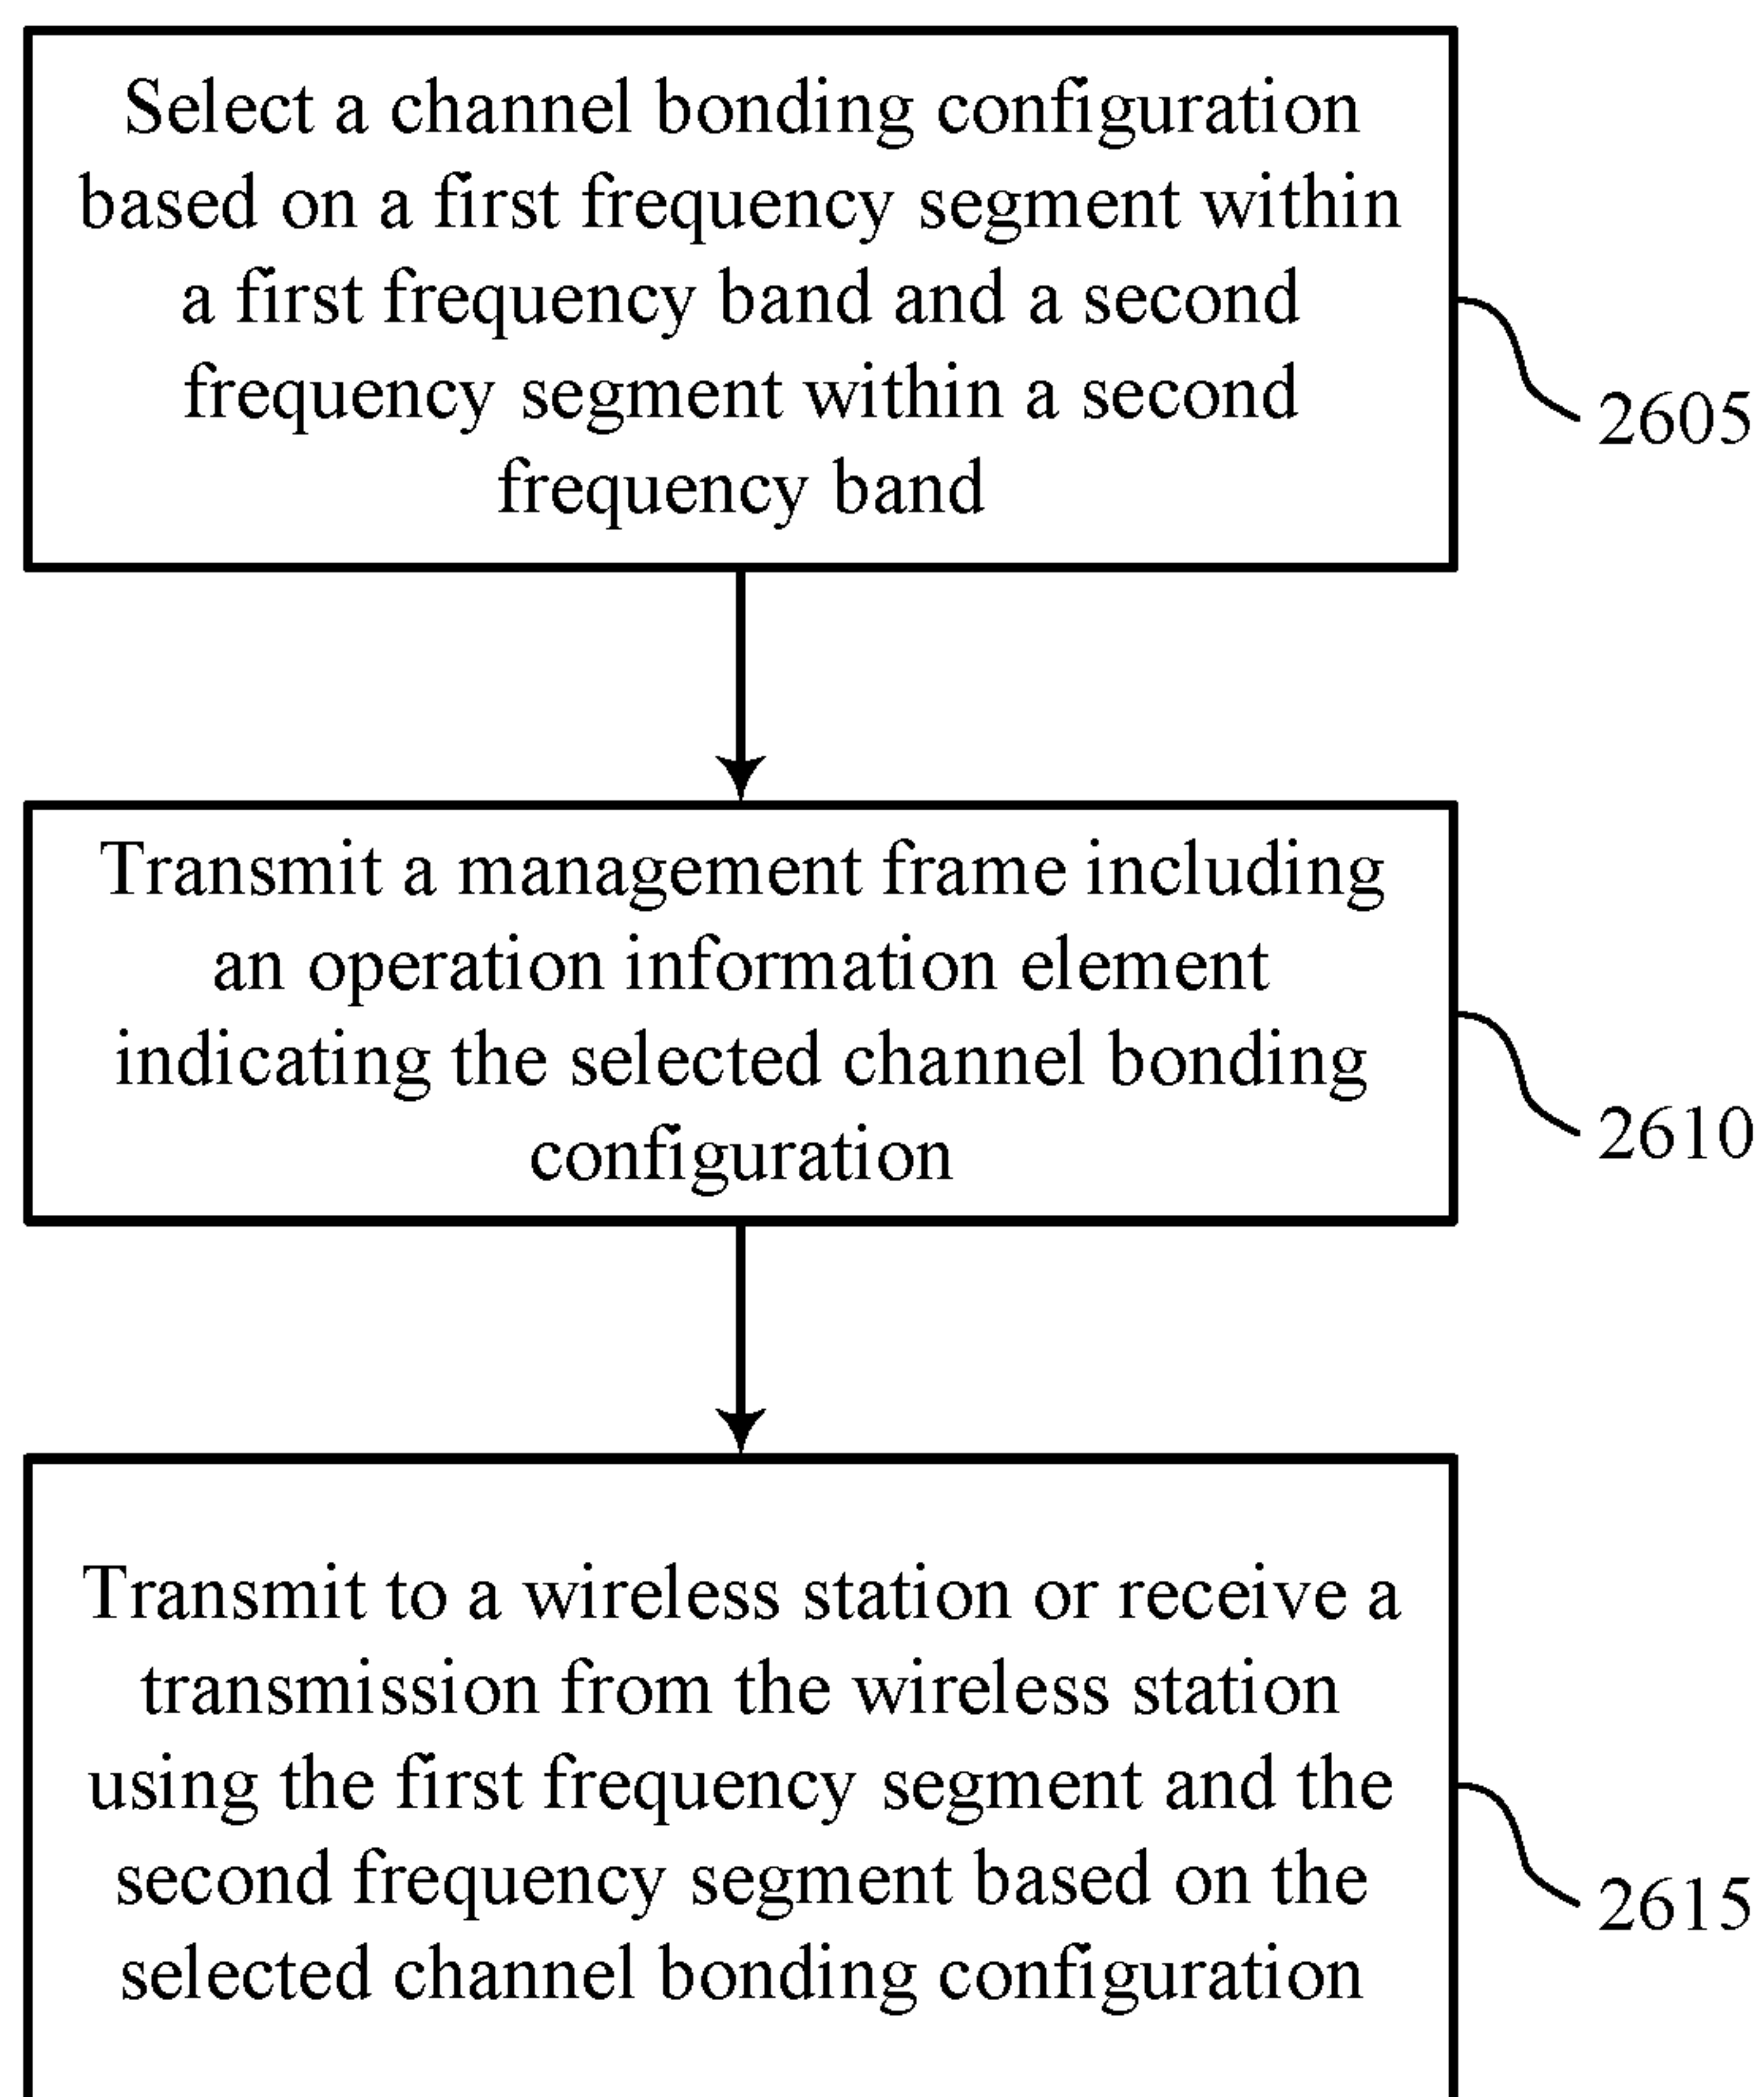 Select a channel bonding configuration
based on a first frequency segment within
a first frequency band and a second
frequency segment within a second
frequency band
2605
Transmit a management frame including
an operation information element
indicating the selected channel bonding
configuration
2610
Transmit to a wireless station or receive a
transmission from the wireless station
using the first frequency segment and the
second frequency segment based on the
selected channel bonding configuration
2615